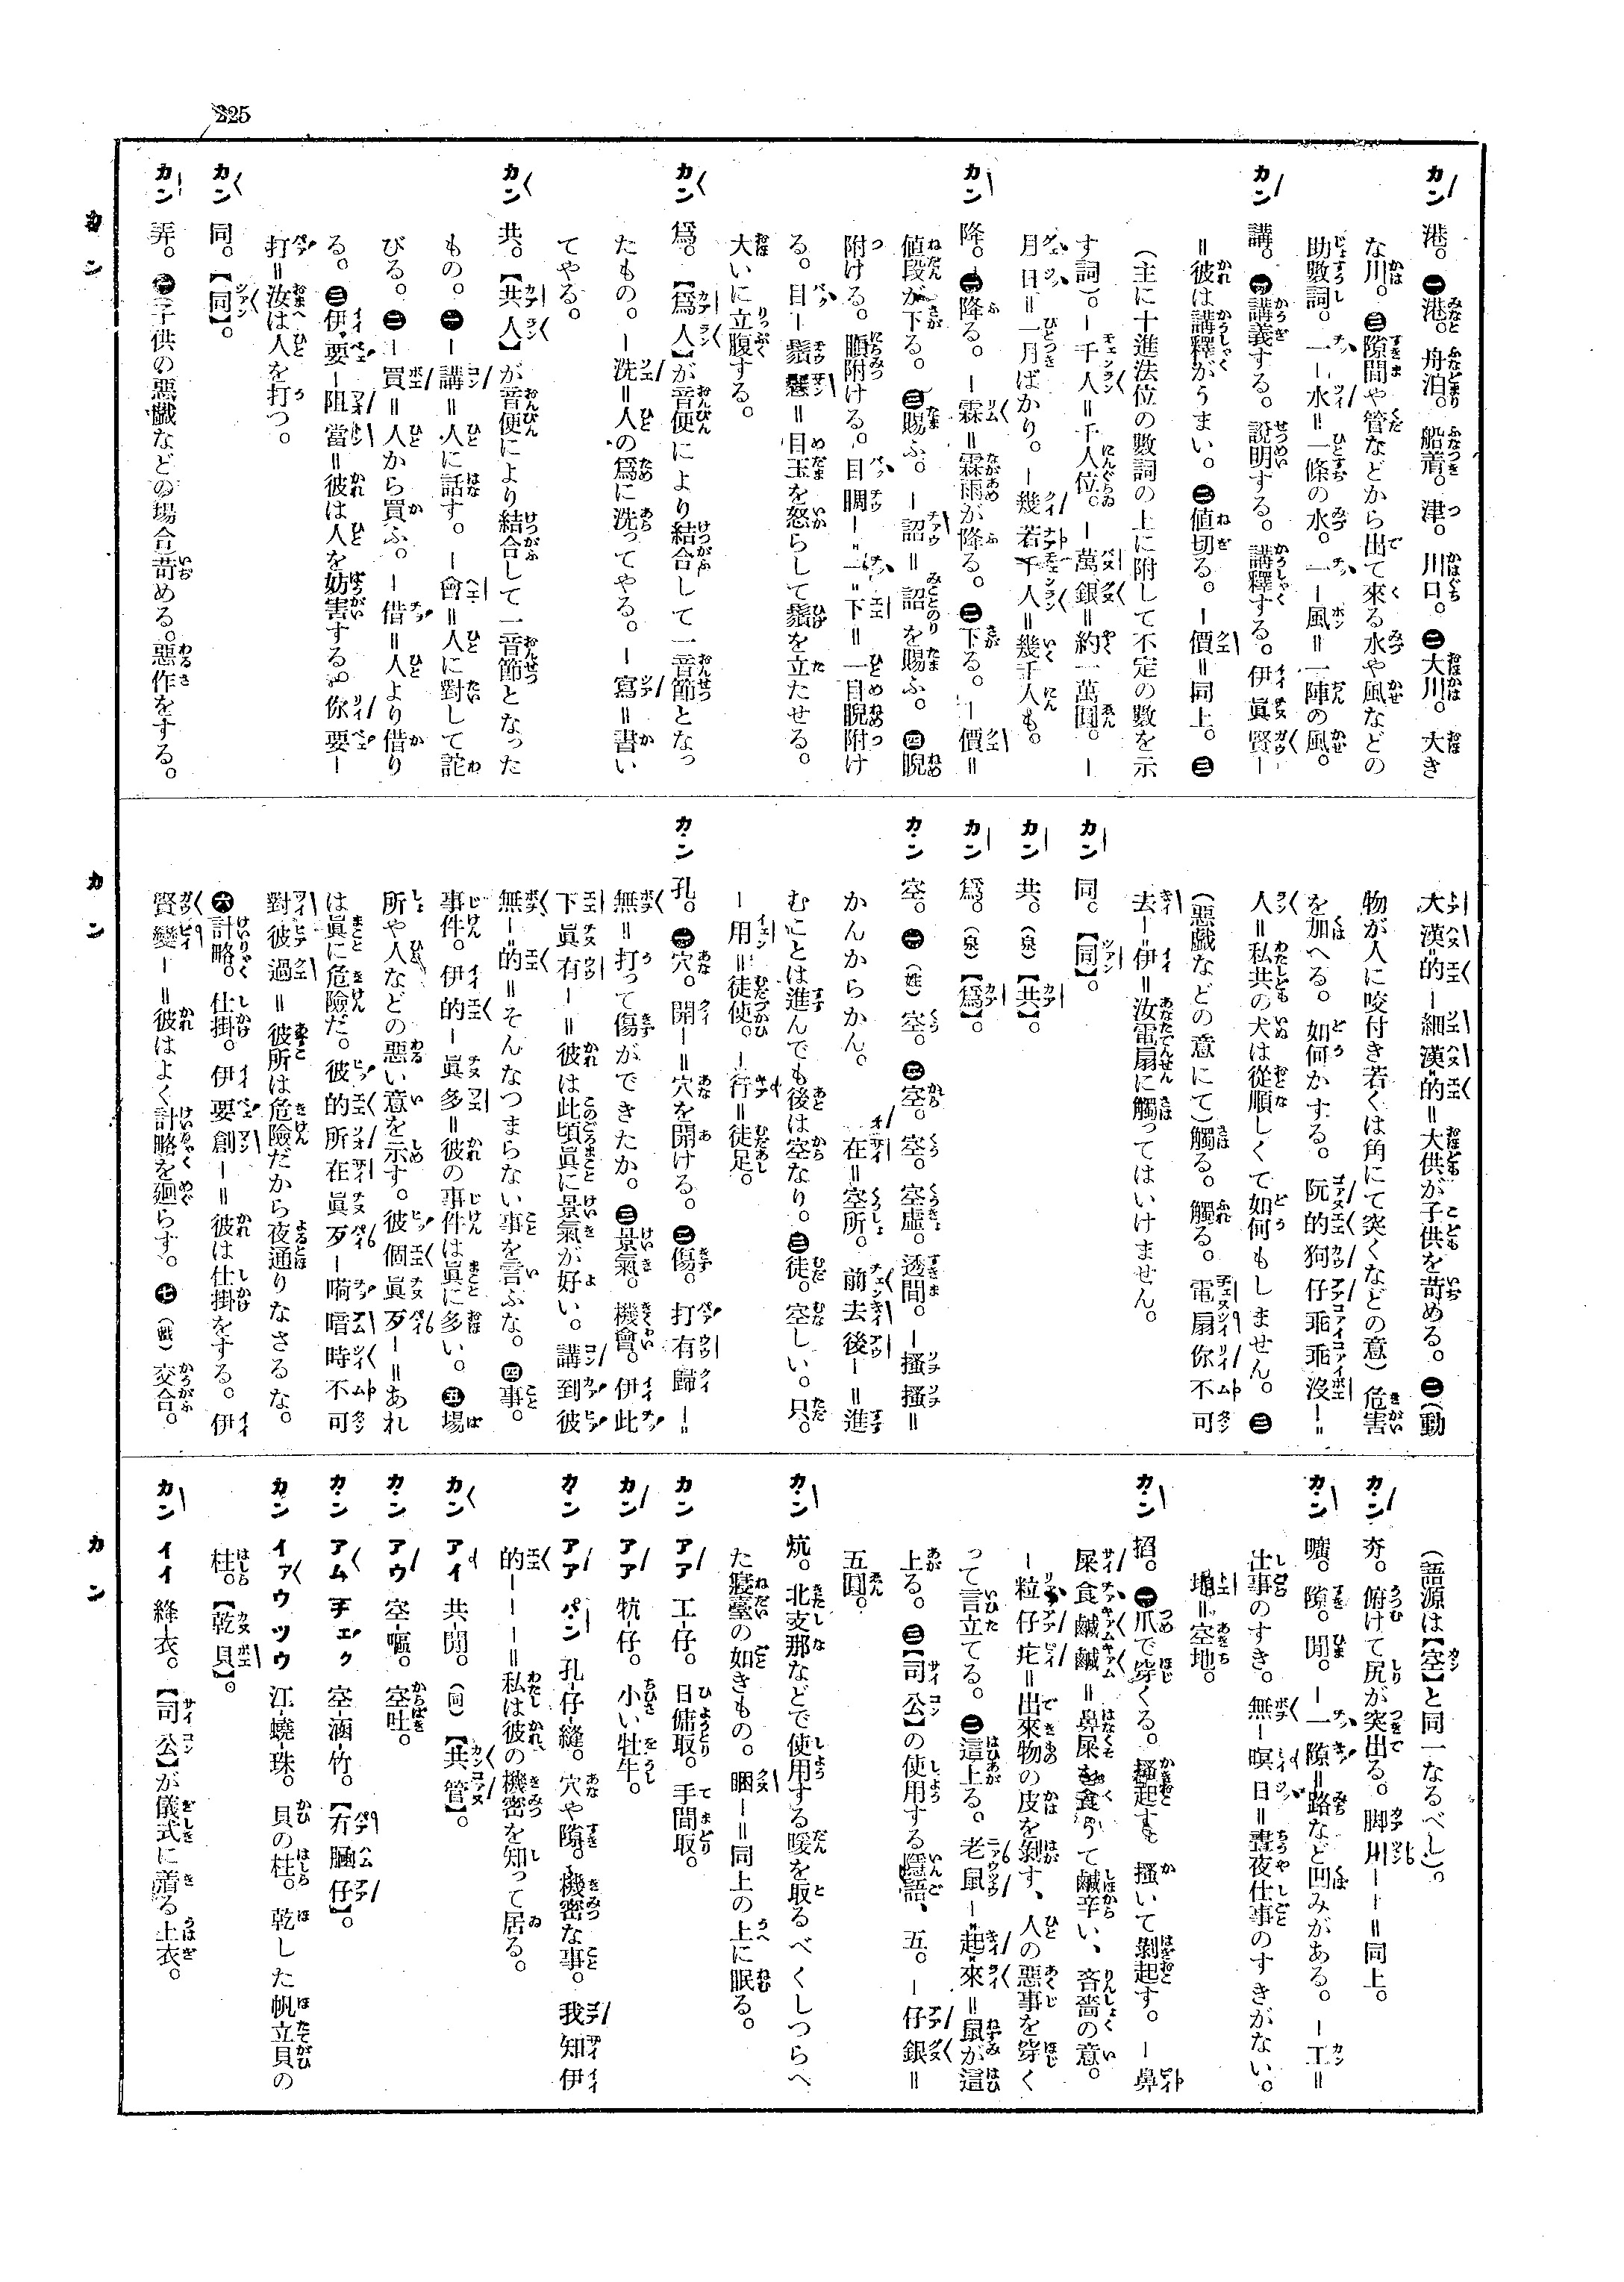 325
カン 港。㊀港。舟泊。船着。津。川口。㊁大川。大き
な川。㊂隙間や管などから出て來る水や風などの
助數詞。一ー水＝一條の水。一ー風＝一陣の風。
カン 講。㊀講義する。說明する。講釋する。伊眞賢ー
＝彼は講釋がうまい。㊁値切る。ー價＝同上。㊂
（主に十進法位の數詞の上に附して不定の數を示
す詞）。ー千人＝千人位。ー萬銀＝約一萬圓。ー
月日＝一月ばかり。ー幾若千人＝幾千人も。
カン 降。㊀降る。ー霖＝霖雨が降る。㊁下る。ー價＝
値段が下る。㊂賜ふ。ー詔＝詔を賜ふ。㊃睨
附ける。瞋附ける。目瞯ー一下＝一目睨附け
る。目ー鬚＝目玉を怒らして鬚を立たせる。
大いに立腹する。
カン 爲。【爲人】が音便により結合して一音節となっ
たもの。ー洗＝人の爲に洗ってやる。ー寫＝書い
てやる。
カン 共。【共人】が音便により結合して一音節となった
もの。㊀ー講＝人に話す。ー會＝人に對して詫
びる。㊁ー買＝人から買ふ。ー借＝人より借り
る。㊂伊要ー阻當＝彼は人を妨害する。你要ー
打＝汝は人を打つ。
カン 同。【同】。
カン 弄。㊀子供の惡戲などの場合苛める。惡作をする。
大漢的ー細漢的＝大供が子供を苛める。㊁（動
物が人に咬付き若くは角にて突くなどの意）危害
を加へる。如何かする。阮的狗仔乖乖沒ー＝
人＝私共の犬は從順しくて如何もしません。㊂
（惡戲などの意にて）觸る。觸る。電扇你不可
去ー伊＝汝電扇に觸ってはいけません。
カン 同。【同】。
カン 共。（泉）【共】。
カン 爲。（泉）【爲】。
カン 空。㊀（姓）空。㊁空。空。空虛。透間。ー搔搔＝
かんからかん。ー在＝空所。前去後ー＝進
むことは進んでも後は空なり。㊂徒。空しい。只。
ー用＝徒使。ー行＝徒足。
カン 孔。㊀穴。開ー＝穴を開ける。㊁傷。打有歸ー＝
無＝打って傷ができたか。㊂景氣。機會。伊此
下眞有ー＝彼は此頃眞に景氣が好い。講到彼
無ー的＝そんなつまらない事を言ふな。㊃事。
事件。伊的ー眞多＝彼の事件は眞に多い。㊄場
所や人などの惡い意を示す。彼個眞歹ー＝あれ
は眞に危險だ。彼的所在眞歹ー暗時不可
對彼過＝彼所は危險だから夜通りなさるな。
㊅計略。仕掛。伊要創ー＝彼は仕掛をする。伊
賢變ー＝彼はよく計略を廻らす。㊆（戲）交合。
（語源は【空】と同一なるべし）。
カン 俯けて尻が突出る。脚川ーー＝同上。
カン 曠。隙。閒。ー一隙＝路など凹みがある。ー工＝
仕事のすき。無ー暝日＝晝夜仕事のすきがない。
ー地＝空地。
カン 掐。㊀爪で穿くる。搔起す。搔いて剝起す。ー鼻
屎食鹹鹹＝鼻屎を食うて鹹辛い、吝嗇の意。
ー粒仔疕＝出來物の皮を剝す、人の惡事を穿く
って言立てる。㊁這上る。老鼠ー起來＝鼠が這
上る。㊂【司公】の使用する隱語、五。ー仔銀＝
五圓。
カン 炕。北支那などで使用する暖を取るべくしつらへ
た寢臺の如きもの。睏ー＝同上の上に眠る。
カン アア 工-仔。日傭取。手間取。
カン アア 牨-仔。小い牡牛。
カン アア パン 孔-仔-縫。穴や隙。機密な事。我知伊
的ーーー＝私は彼の機密を知って居る。
カン アイ 共-閒。（同）【共管】。
カン アウ 空-嘔。空吐。
カン アム チェク 空-涵-竹。
カン イアウ ツウ 江-蟯-珠。貝の柱。乾した帆立貝の
柱。【乾貝】。
カン イイ 絳-衣。【司公】が儀式に着る上衣。
カン
カン
カン